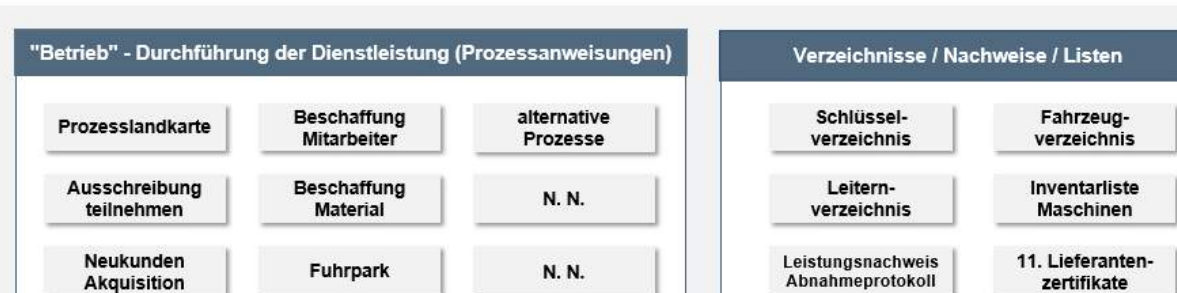 "Betrieb" - Durchführung der Dienstleistung (Prozessanweisungen)
Prozesslandkarte
Beschaffung
Mitarbeiter
alternative
Prozesse
Ausschreibung
teilnehmen
Beschaffung
Material
N. N.
Neukunden
Akquisition
Fuhrpark
N. N.
Verzeichnisse / Nachweise / Listen
Schlüssel-
verzeichnis
Fahrzeug-
verzeichnis
Leitern-
verzeichnis
Inventarliste
Maschinen
Leistungsnachweis
Abnahmeprotokoll
11. Lieferanten-
zertifikate